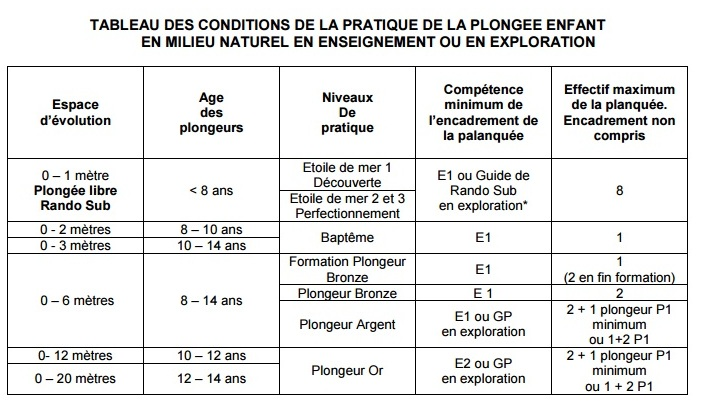 TABLEAU DES CONDITIONS DE LA PRATIQUE DE LA PLONGEE ENFANT
EN MILIEU NATUREL EN ENSEIGNEMENT OU EN EXPLORATION
Espace
d'évolution
Age
des
plongeurs
Niveaux
De
pratique
Compétence
minimum de
l'encadrement de
la palanquée
Effectif maximum
de la planquée.
Encadrement non
compris
0 – 1 mètre
Plongée libre
Rando Sub
< 8 ans
Etoile de mer 1
Découverte
Etoile de mer 2 et 3
Perfectionnement
E1 ou Guide de
Rando Sub
en exploration*
8
0 - 2 mètres
8 – 10 ans
0 - 3 mètres
10 – 14 ans
Baptême
E1
1
0 – 6 mètres
8 – 14 ans
Formation Plongeur
Bronze
E1
1
(2 en fin formation)
Plongeur Bronze
E 1
2
Plongeur Argent
E1 ou GP
en exploration
2 + 1 plongeur P1
minimum
ou 1+2 P1
0- 12 mètres
10 – 12 ans
0 – 20 mètres
12 – 14 ans
Plongeur Or
E2 ou GP
en exploration
2 + 1 plongeur P1
minimum
ou 1 + 2 P1